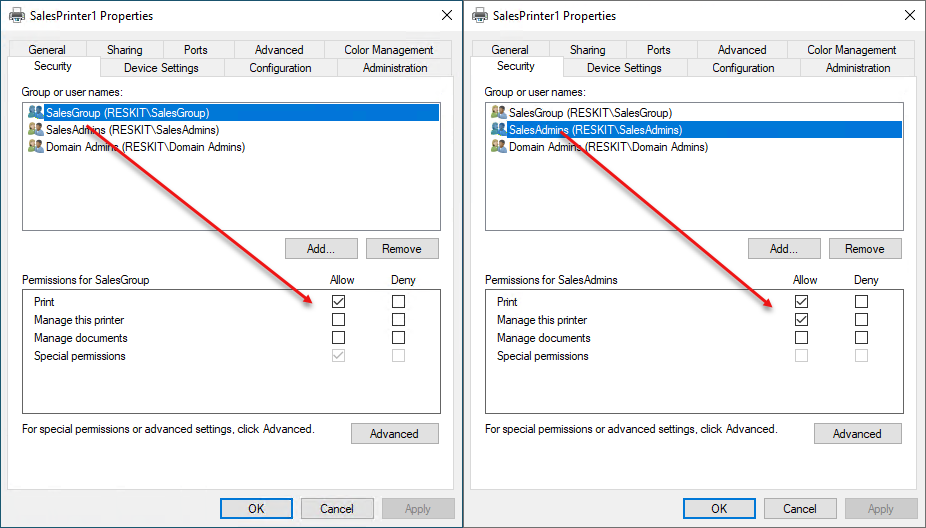 SalesPrinter1 Properties
General Sharing Ports Advanced Color Management
Security Device Settings Configuration Administration
Group or user names:
SalesGroup (RESKIT\SalesGroup)
SalesAdmins (RESKIT\SalesAdmins)
Domain Admins (RESKIT\Domain Admins)
Add... Remove
Permissions for SalesGroup Allow Deny
Print
Manage this printer
Manage documents
Special permissions
For special permissions or advanced settings, click Advanced.
Advanced
OK Cancel Apply
SalesPrinter1 Properties
General Sharing Ports Advanced Color Management
Security Device Settings Configuration Administration
Group or user names:
SalesGroup (RESKIT\SalesGroup)
SalesAdmins (RESKIT\SalesAdmins)
Domain Admins (RESKIT\Domain Admins)
Add... Remove
Permissions for SalesAdmins Allow Deny
Print
Manage this printer
Manage documents
Special permissions
For special permissions or advanced settings, click Advanced.
Advanced
OK Cancel Apply